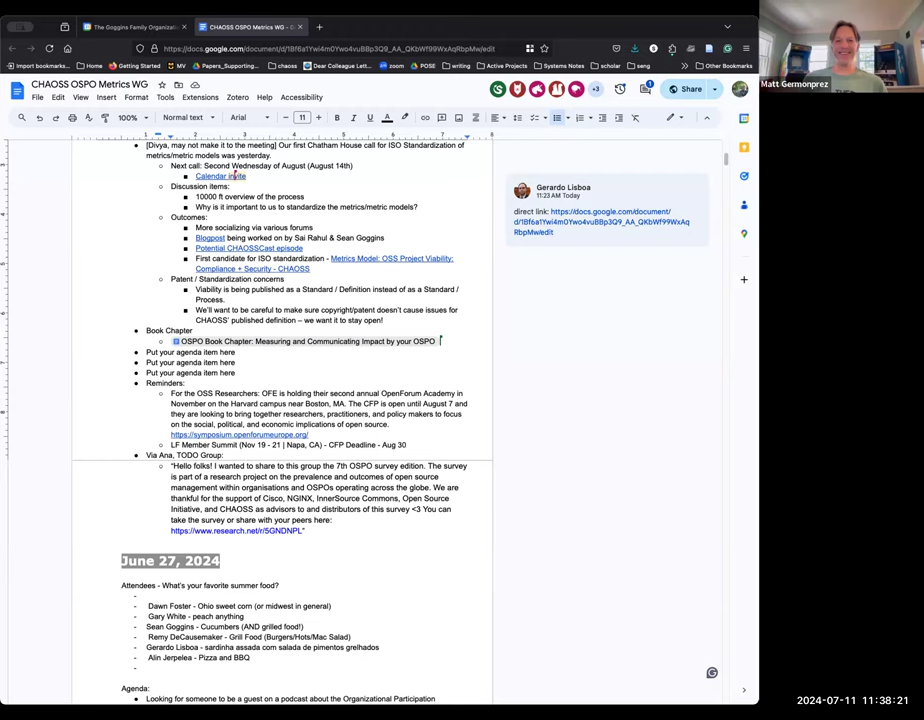 The Goggins Family Organizatio
CHAOSS OSPO Metrics WG - G
https://docs.google.com/document/d/1Bf6a1Ywi4m0Ywo4vuBBp3Q9_AA_QKbWf99WxAqRbpMw/edit
Import bookmarks...
Home
Getting Started
MV
Papers_Supporting...
chaoss
Dear Colleague Lett...
zoom
POSE
writing
Active Projects
Systems Notes
scholar
seng
Other Bookmarks
Matt Germonprez
CHAOSS OSPO Metrics WG
File Edit View Insert Format Tools Extensions Zotero Help Accessibility
+3
1
Share
100%
Normal text
Arial
11
1 2 3 4 5 6 7 8
[Divya, may not make it to the meeting] Our first Chatham House call for ISO Standardization of
metrics/metric models was yesterday.
Next call: Second Wednesday of August (August 14th)
Calendar invite
Discussion items:
10000 ft overview of the process
Why is it important to us to standardize the metrics/metric models?
Outcomes:
More socializing via various forums
Blogpost being worked on by Sai Rahul & Sean Goggins
Potential CHAOSSCast episode
First candidate for ISO standardization - Metrics Model: OSS Project Viability:
Compliance + Security - CHAOSS
Patent / Standardization concerns
Viability is being published as a Standard / Definition instead of as a Standard /
Process.
We'll want to be careful to make sure copyright/patent doesn't cause issues for
CHAOSS' published definition – we want it to stay open!
Book Chapter
OSPO Book Chapter: Measuring and Communicating Impact by your OSPO
Put your agenda item here
Put your agenda item here
Put your agenda item here
Reminders:
For the OSS Researchers: OFE is holding their second annual OpenForum Academy in
November on the Harvard campus near Boston, MA. The CFP is open until August 7 and
they are looking to bring together researchers, practitioners, and policy makers to focus
on the social, political, and economic implications of open source.
https://symposium.openforumeurope.org/
LF Member Summit (Nov 19 - 21 | Napa, CA) - CFP Deadline - Aug 30
Via Ana, TODO Group:
"Hello folks! I wanted to share to this group the 7th OSPO survey edition. The survey
is part of a research project on the prevalence and outcomes of open source
management within organisations and OSPOs operating across the globe. We are
thankful for the support of Cisco, NGINX, InnerSource Commons, Open Source
Initiative, and CHAOSS as advisors to and distributors of this survey <3 You can
take the survey or share with your peers here:
https://www.research.net/r/5GNDNPL"
June 27, 2024
Attendees - What's your favorite summer food?
-
- Dawn Foster - Ohio sweet corn (or midwest in general)
- Gary White - peach anything
- Sean Goggins - Cucumbers (AND grilled food!)
- Remy DeCausemaker - Grill Food (Burgers/Hots/Mac Salad)
- Gerardo Lisboa - sardinha assada com salada de pimentos grelhados
- Alin Jerpelea - Pizza and BBQ
-
Agenda:
Looking for someone to be a guest on a podcast about the Organizational Participation
Gerardo Lisboa
11:23 AM Today
direct link: https://docs.google.com/document/
d/1Bf6a1Ywi4m0Ywo4vuBBp3Q9_AA_QKbWf99WxAq
RbpMw/edit
2024-07-11 11:38:21